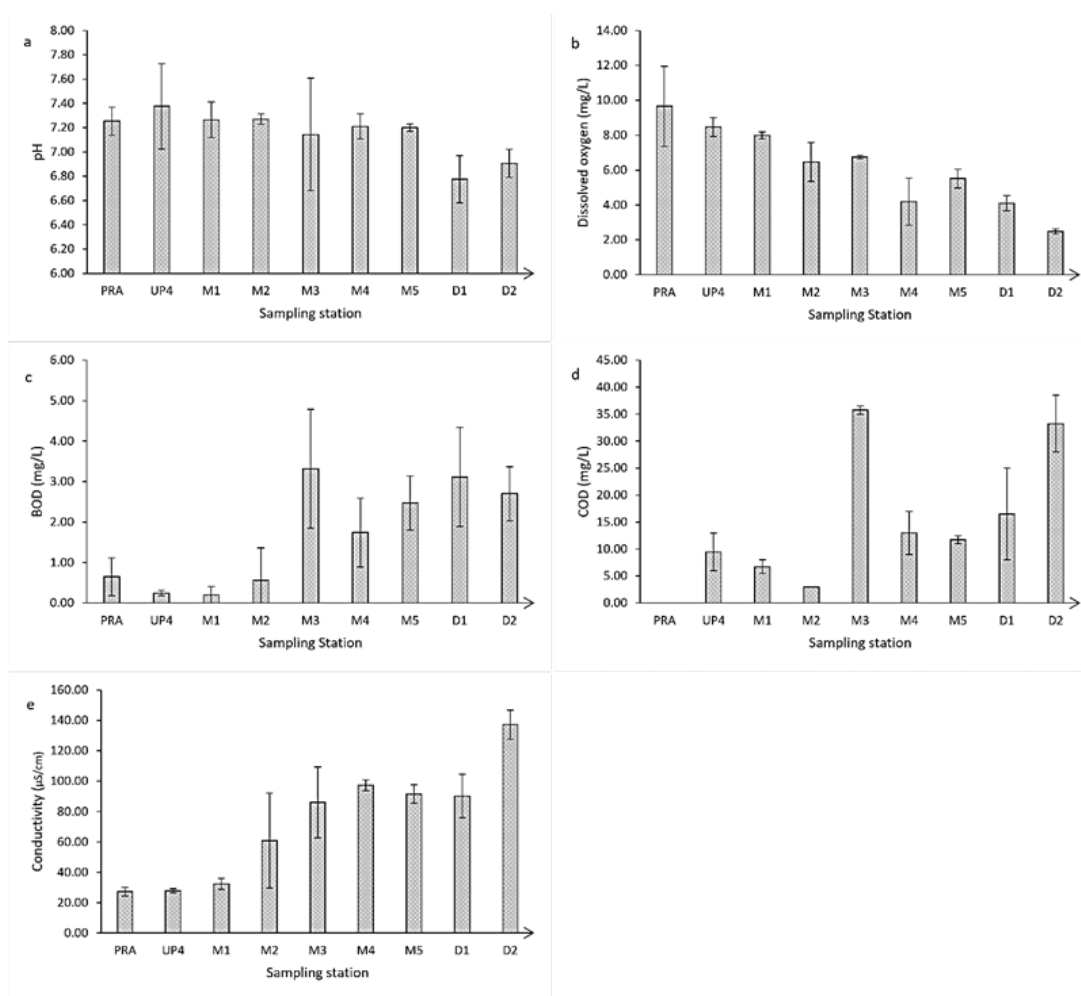 a
8.00
7.80
7.60
7.40
7.20
7.00
6.80
6.60
6.40
6.20
6.00
pH
PRA UP4 M1 M2 M3 M4 M5 D1 D2
Sampling station
b
14.00
12.00
10.00
8.00
6.00
4.00
2.00
0.00
Dissolved oxygen (mg/L)
PRA UP4 M1 M2 M3 M4 M5 D1 D2
Sampling Station
c
6.00
5.00
4.00
3.00
2.00
1.00
0.00
BOD (mg/L)
PRA UP4 M1 M2 M3 M4 M5 D1 D2
Sampling Station
d
45.00
40.00
35.00
30.00
25.00
20.00
15.00
10.00
5.00
0.00
COD (mg/L)
PRA UP4 M1 M2 M3 M4 M5 D1 D2
Sampling station
e
160.00
140.00
120.00
100.00
80.00
60.00
40.00
20.00
0.00
Conductivity (µS/cm)
PRA UP4 M1 M2 M3 M4 M5 D1 D2
Sampling station